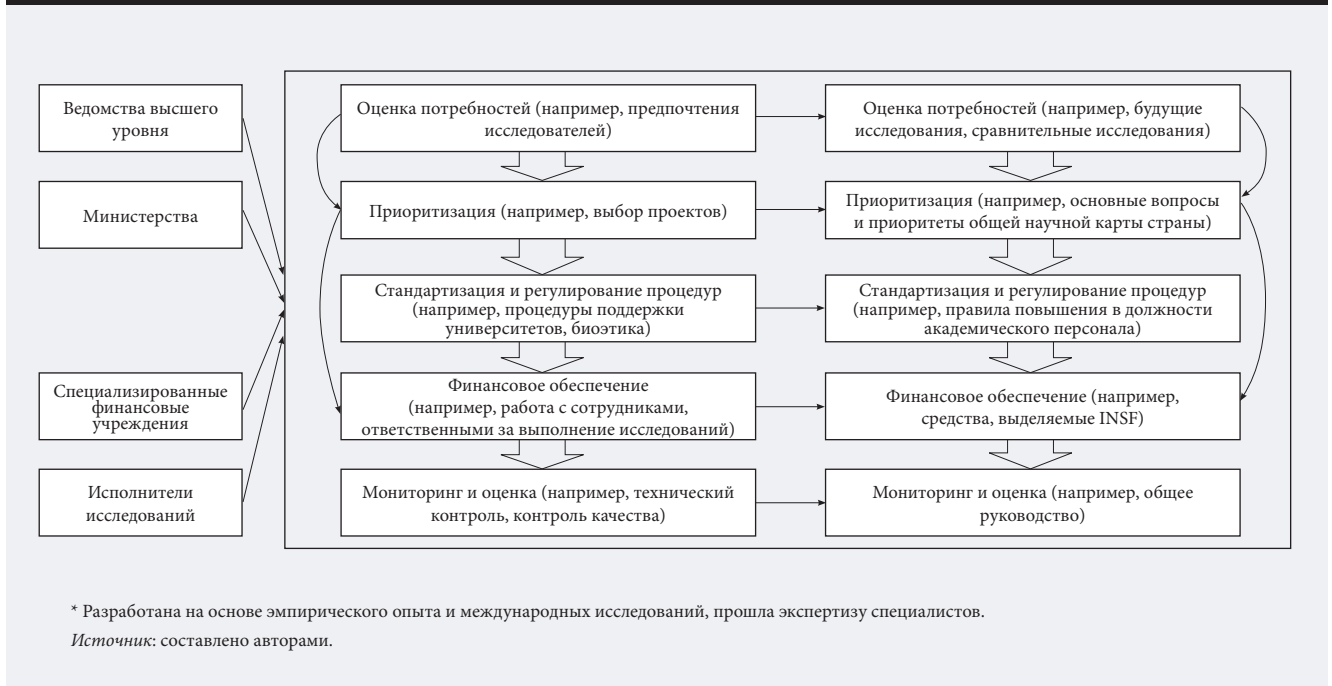 Ведомства высшего
уровня
Министерства
Специализированные
финансовые
учреждения
Исполнители
исследований
Оценка потребностей (например, предпочтения
исследователей)
Приоритизация (например, выбор проектов)
Стандартизация и регулирование процедур
(например, процедуры поддержки
университетов, биоэтика)
Финансовое обеспечение
(например, работа с сотрудниками,
ответственными за выполнение исследований)
Мониторинг и оценка (например, технический
контроль, контроль качества)
Оценка потребностей (например, будущие
исследования, сравнительные исследования)
Приоритизация (например, основные вопросы
и приоритеты общей научной карты страны)
Стандартизация и регулирование процедур
(например, правила повышения в должности
академического персонала)
Финансовое обеспечение (например,
средства, выделяемые INSF)
Мониторинг и оценка (например, общее
руководство)
* Разработана на основе эмпирического опыта и международных исследований, прошла экспертизу специалистов.
Источник: составлено авторами.